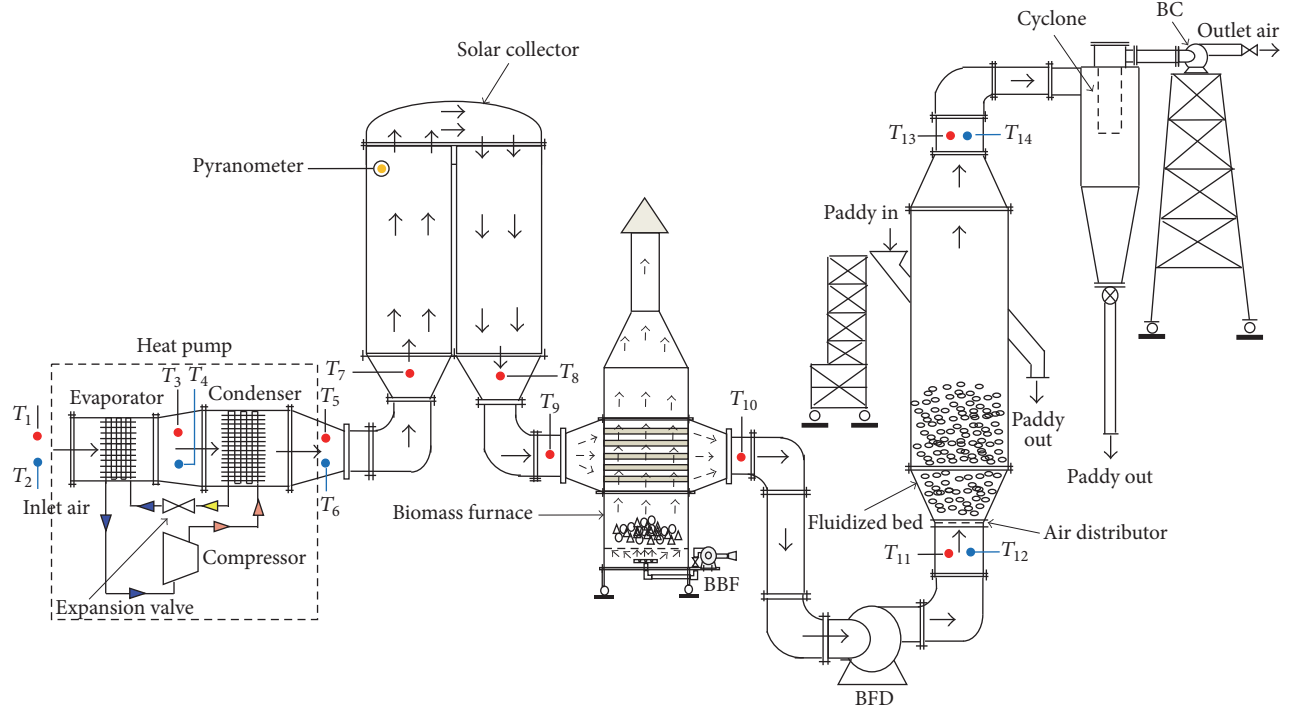 Solar collector
Pyranometer
Heat pump
Evaporator
T3
T4
Condenser
T1
T2
Inlet air
T5
T6
Compressor
Expansion valve
T7
T8
T9
T10
Biomass furnace
BBF
BFD
T11
T12
Air distributor
Fluidized bed
Paddy in
Paddy
out
T13
T14
Cyclone
BC
Outlet air
Paddy out